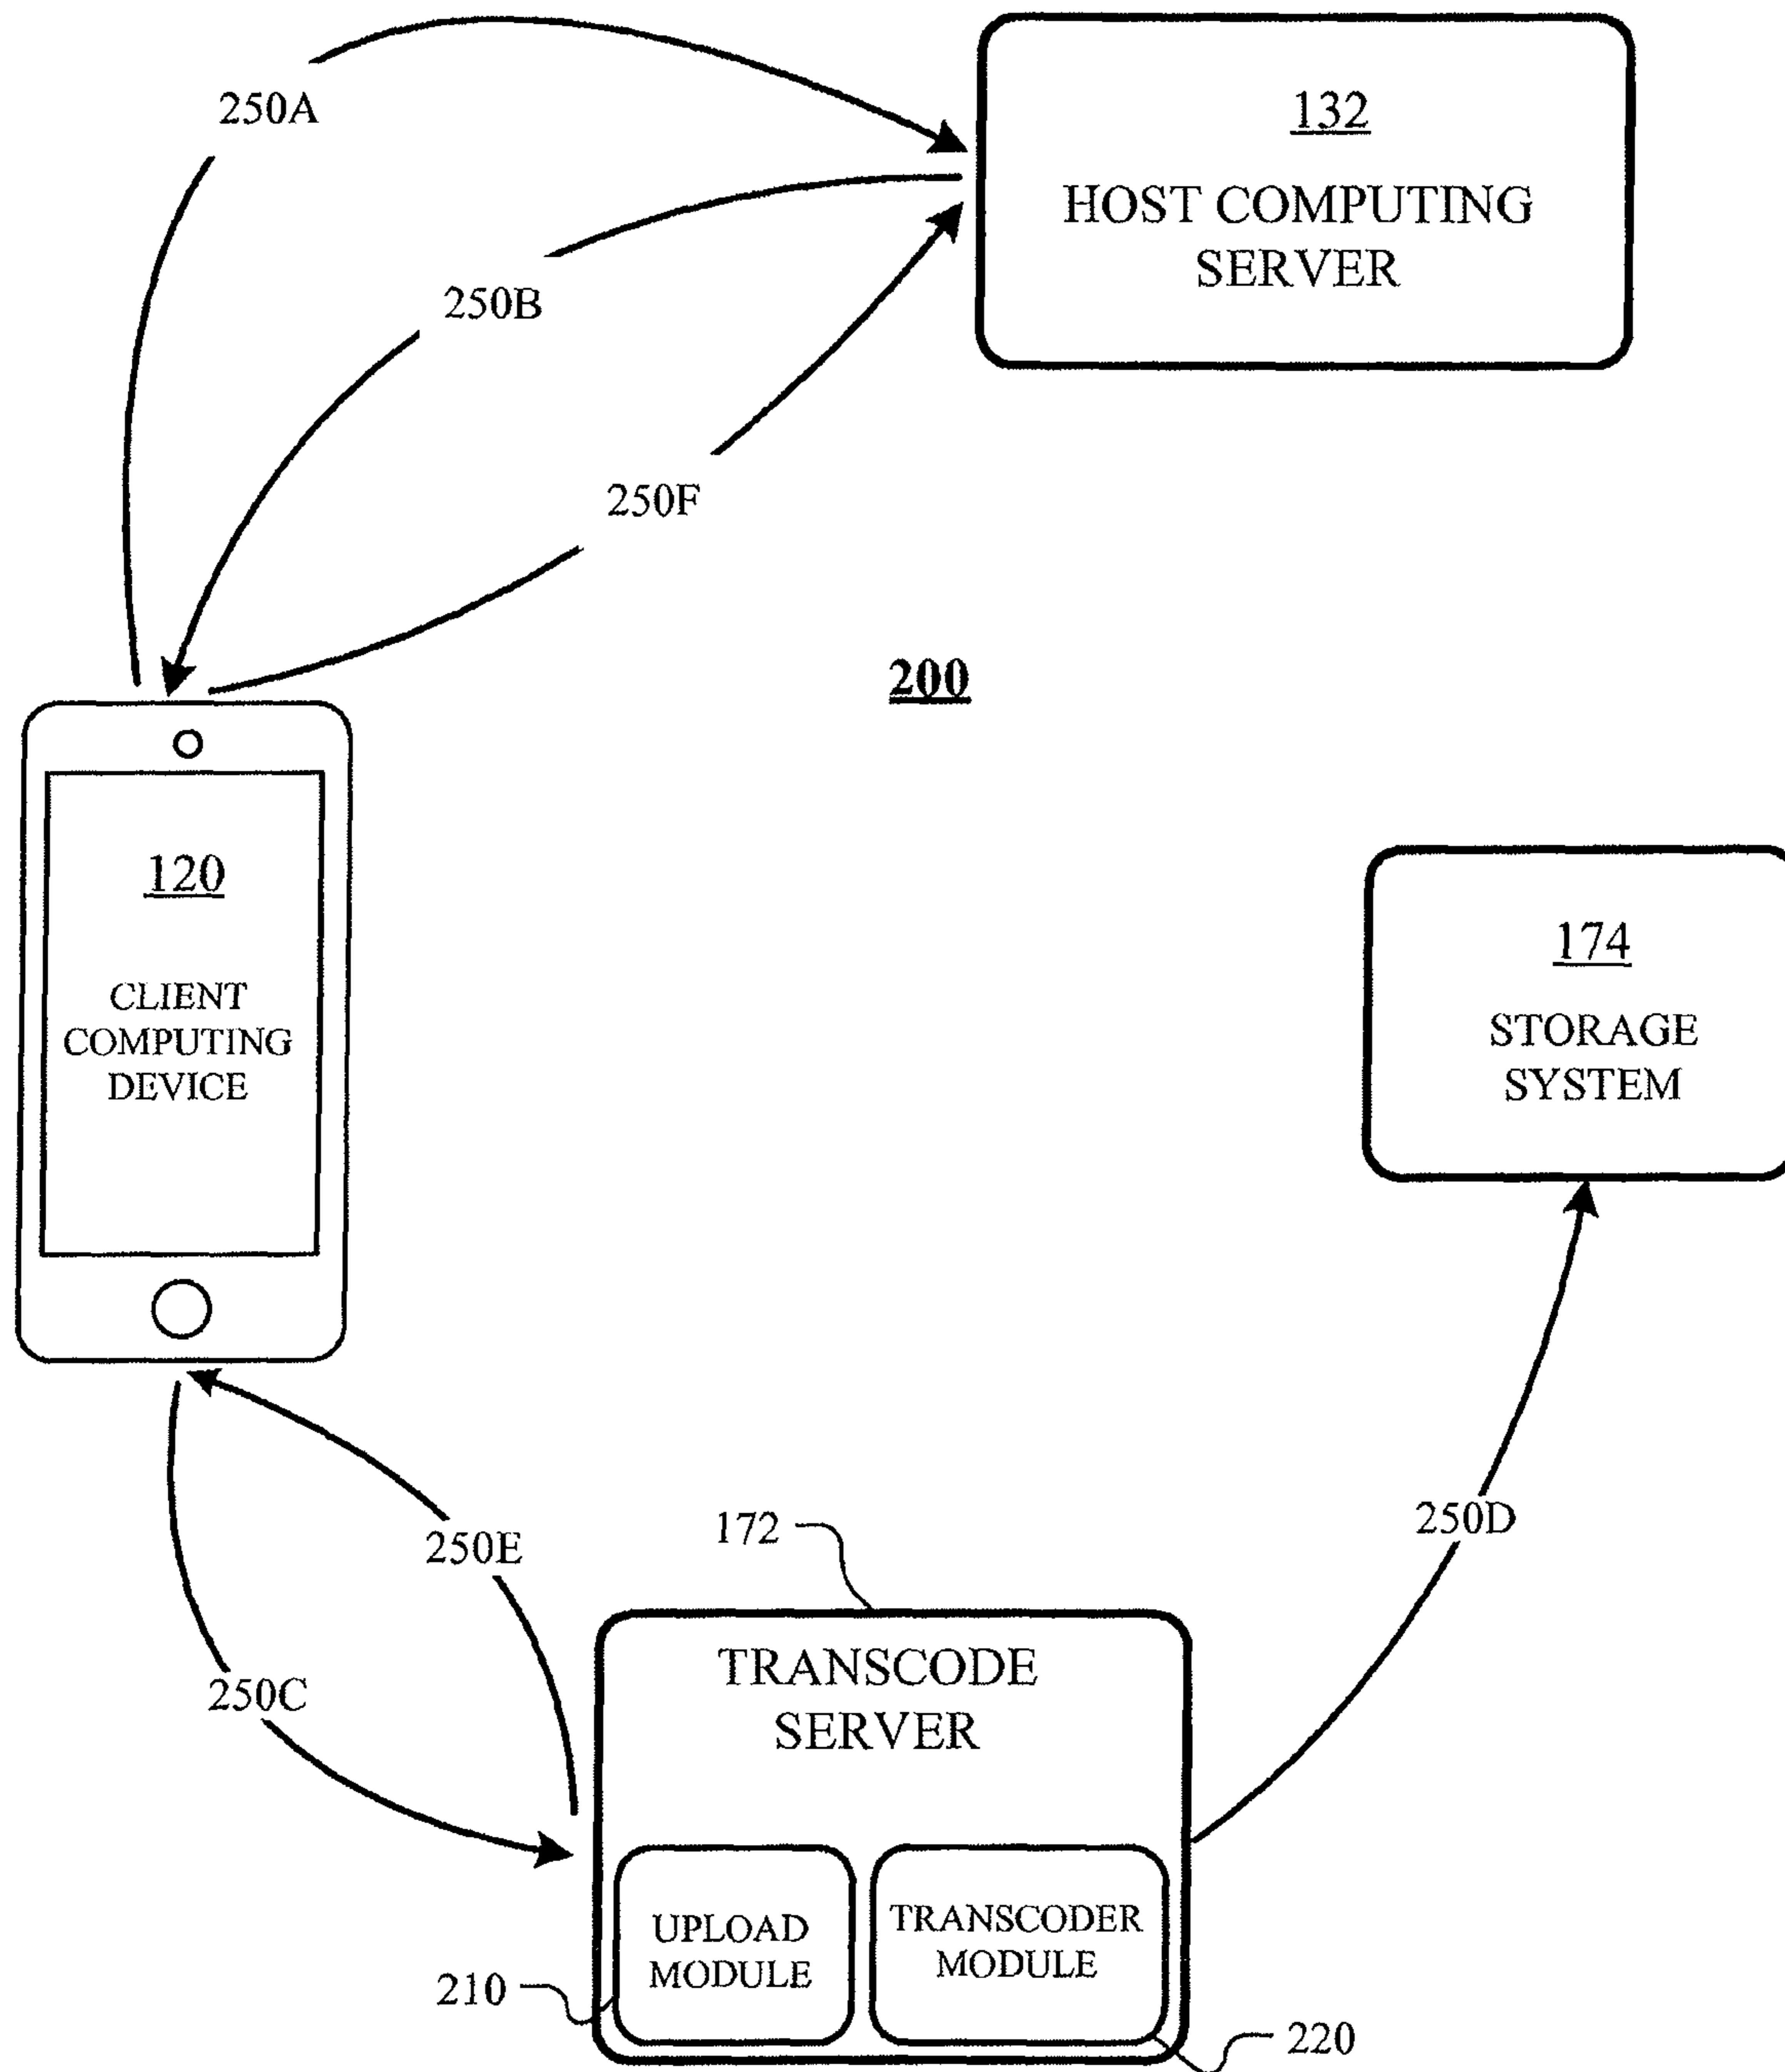 250A
132
HOST COMPUTING
SERVER
250B
250F
200
120
CLIENT
COMPUTING
DEVICE
174
STORAGE
SYSTEM
250E
172
250D
250C
TRANSCODE
SERVER
UPLOAD
MODULE
TRANSCODER
MODULE
210
220